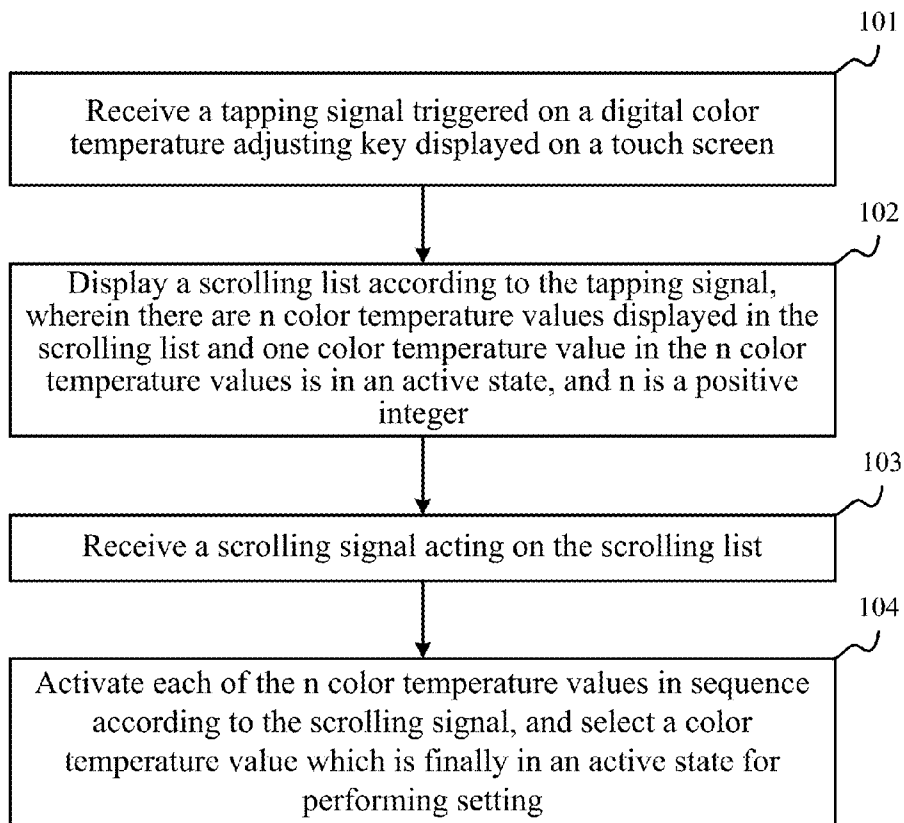 101
Receive a tapping signal triggered on a digital color
temperature adjusting key displayed on a touch screen
102
Display a scrolling list according to the tapping signal,
wherein there are n color temperature values displayed in the
scrolling list and one color temperature value in the n color
temperature values is in an active state, and n is a positive
integer
103
Receive a scrolling signal acting on the scrolling list
104
Activate each of the n color temperature values in sequence
according to the scrolling signal, and select a color
temperature value which is finally in an active state for
performing setting